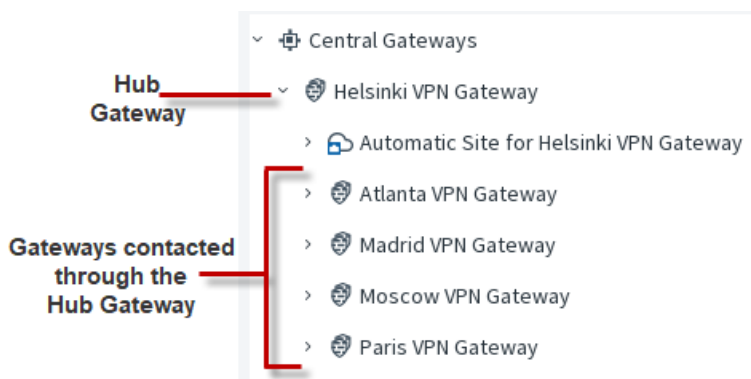 Central Gateways
Hub
Gateway
Helsinki VPN Gateway
Automatic Site for Helsinki VPN Gateway
Atlanta VPN Gateway
Gateways contacted
through the
Hub Gateway
Madrid VPN Gateway
Moscow VPN Gateway
Paris VPN Gateway